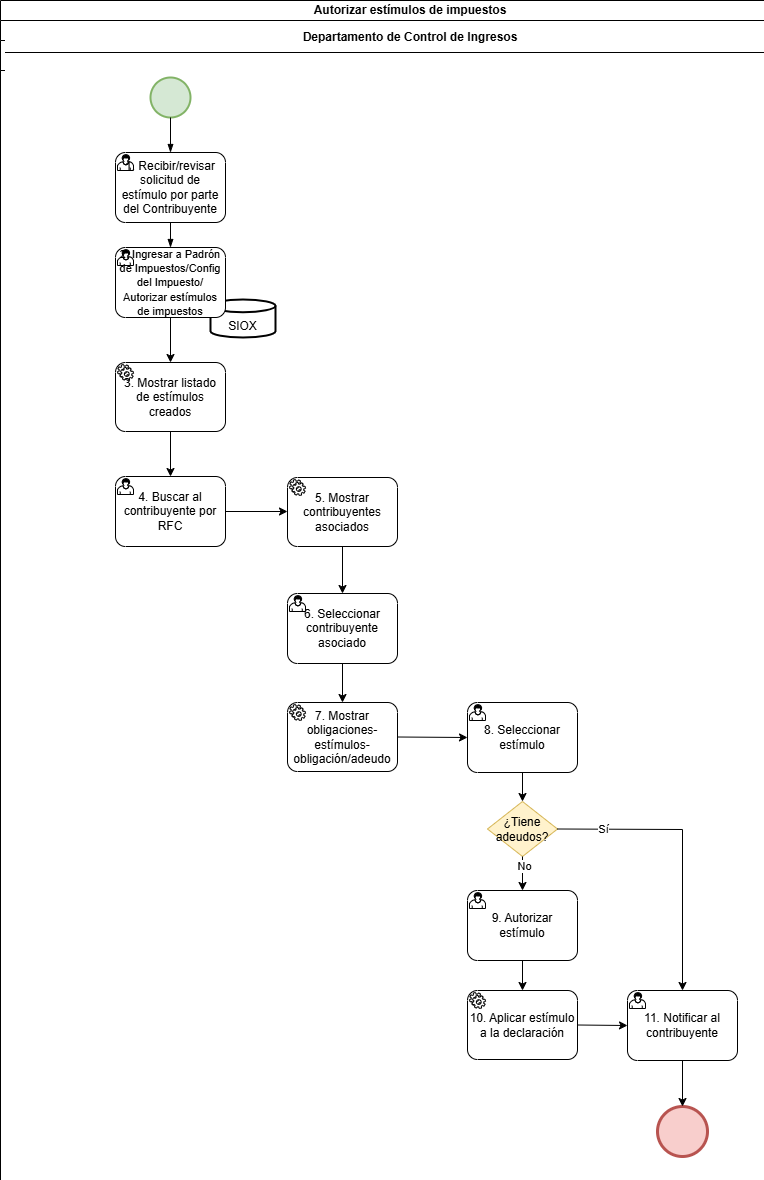 Autorizar estímulos de impuestos
Departamento de Control de Ingresos
Recibir/revisar
solicitud de
estímulo por parte
del Contribuyente
Ingresar a Padrón
de Impuestos/Config
del Impuesto/
Autorizar estímulos
de impuestos
SIOX
3. Mostrar listado
de estímulos
creados
4. Buscar al
contribuyente por
RFC
5. Mostrar
contribuyentes
asociados
6. Seleccionar
contribuyente
asociado
7. Mostrar
obligaciones-
estímulos-
obligación/adeudo
8. Seleccionar
estímulo
¿Tiene
adeudos?
Sí
No
9. Autorizar
estímulo
10. Aplicar estímulo
a la declaración
11. Notificar al
contribuyente